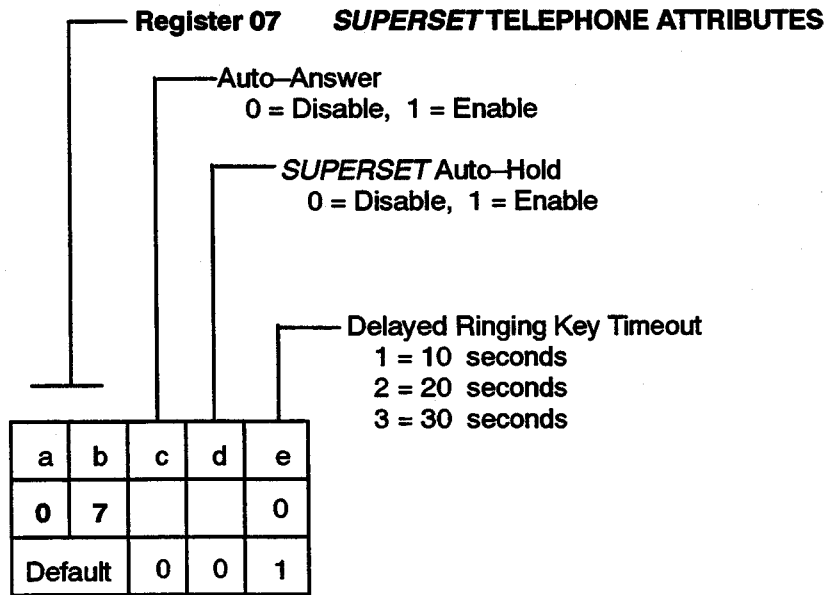 Register 07 SUPERSET TELEPHONE ATTRIBUTES
Auto–Answer
0 = Disable, 1 = Enable
SUPERSET Auto–Hold
0 = Disable, 1 = Enable
Delayed Ringing Key Timeout
1 = 10 seconds
2 = 20 seconds
3 = 30 seconds
a b c d e
0 7 0
Default 0 0 1